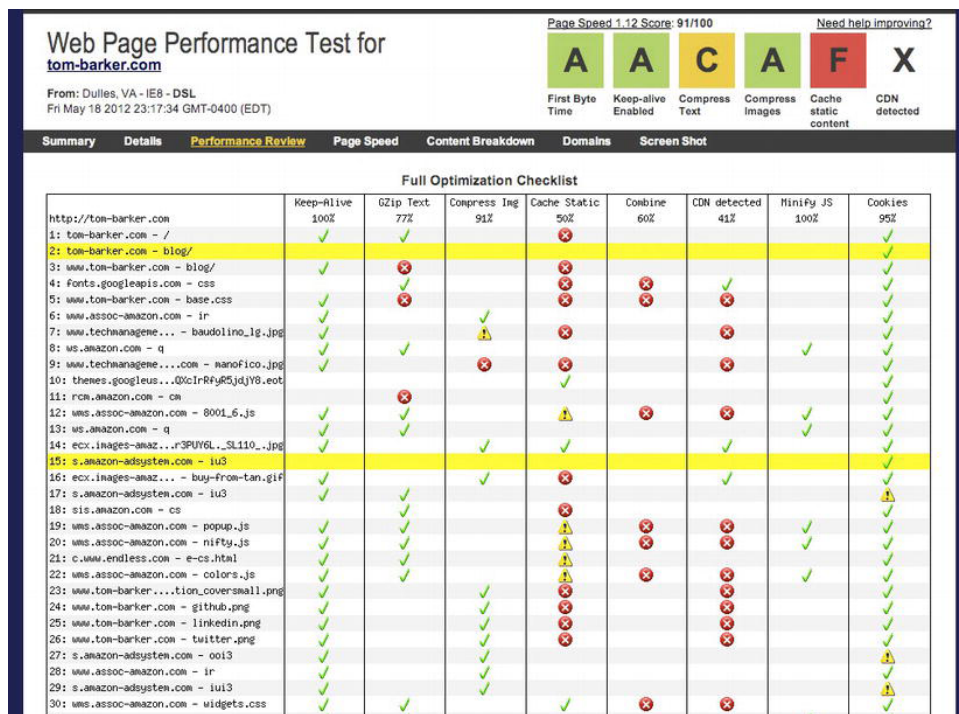 Page Speed 1.12 Score: 91/100 Need help improving?
Web Page Performance Test for
tom-barker.com
A A C A F X
From: Dulles, VA - IE8 - DSL
Fri May 18 2012 23:17:34 GMT-0400 (EDT)
First Byte Time Keep-alive Enabled Compress Text Compress Images Cache static content CDN detected
Summary Details Performance Review Page Speed Content Breakdown Domains Screen Shot
Full Optimization Checklist
Keep-Alive GZip Text Compress Img Cache Static Combine CDN detected Minify JS Cookies
http://tom-barker.com 100% 77% 91% 50% 60% 41% 100% 95%
1: tom-barker.com - /
2: tom-barker.com - blog/
3: www.tom-barker.com - blog/
4: fonts.googleapis.com - css
5: www.tom-barker.com - base.css
6: www.assoc-amazon.com - ir
7: www.techmanageme... - baudolino_lg.jpg
8: ws.amazon.com - q
9: www.techmanageme....com - manofico.jpg
10: themes.googleus...QXcIrRfyR5jdjY8.eot
11: rcm.amazon.com - cm
12: wms.assoc-amazon.com - 8001_6.js
13: ws.amazon.com - q
14: ecx.images-amaz...r3PUY6L._SL110_.jpg
15: s.amazon-adsystem.com - iu3
16: ecx.images-amaz... - buy-from-tan.gif
17: s.amazon-adsystem.com - iu3
18: sis.amazon.com - cs
19: wms.assoc-amazon.com - popup.js
20: wms.assoc-amazon.com - nifty.js
21: c.www.endless.com - e-cs.html
22: wms.assoc-amazon.com - colors.js
23: www.tom-barker....tion_coversmall.png
24: www.tom-barker.com - github.png
25: www.tom-barker.com - linkedin.png
26: www.tom-barker.com - twitter.png
27: s.amazon-adsystem.com - ooi3
28: www.assoc-amazon.com - ir
29: s.amazon-adsystem.com - iui3
30: wms.assoc-amazon.com - widgets.css